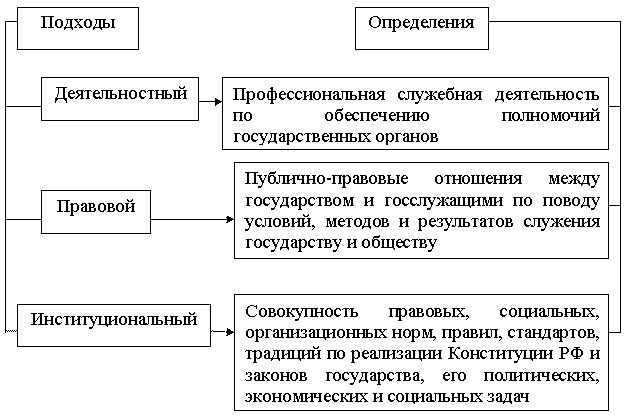 Подходы
Определения
Деятельностный
Профессиональная служебная деятельность
по обеспечению полномочий
государственных органов
Правовой
Публично-правовые отношения между
государством и госслужащими по поводу
условий, методов и результатов служения
государству и обществу
Институциональный
Совокупность правовых, социальных,
организационных норм, правил, стандартов,
традиций по реализации Конституции РФ и
законов государства, его политических,
экономических и социальных задач